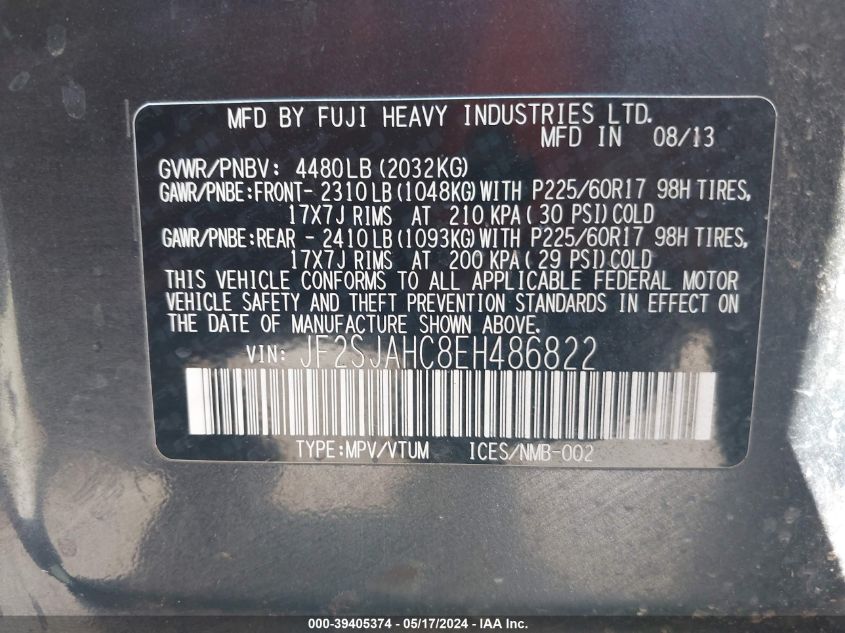 MFD BY FUJI HEAVY INDUSTRIES LTD.
MFD IN 08/13
GVWR/PNBV: 4480LB(2032KG)
GAWR/PNBE:FRONT- 2310LB(1048KG)WITH P225/60R17 98H TIRES,
17X7J RIMS AT 210 KPA(30 PSI)COLD
GAWR/PNBE:REAR - 2410LB(1093KG)WITH P225/60R17 98H TIRES,
17X7J RIMS AT 200 KPA(29 PSI)COLD
THIS VEHICLE CONFORMS TO ALL APPLICABLE FEDERAL MOTOR
VEHICLE SAFETY AND THEFT PREVENTION STANDARDS IN EFFECT ON
THE DATE OF MANUFACTURE SHOWN ABOVE.
VIN: JF2SJAHC8EH486822
TYPE:MPV/VTUM ICES/NMB-002
000-39405374 - 05/17/2024 - IAA Inc.